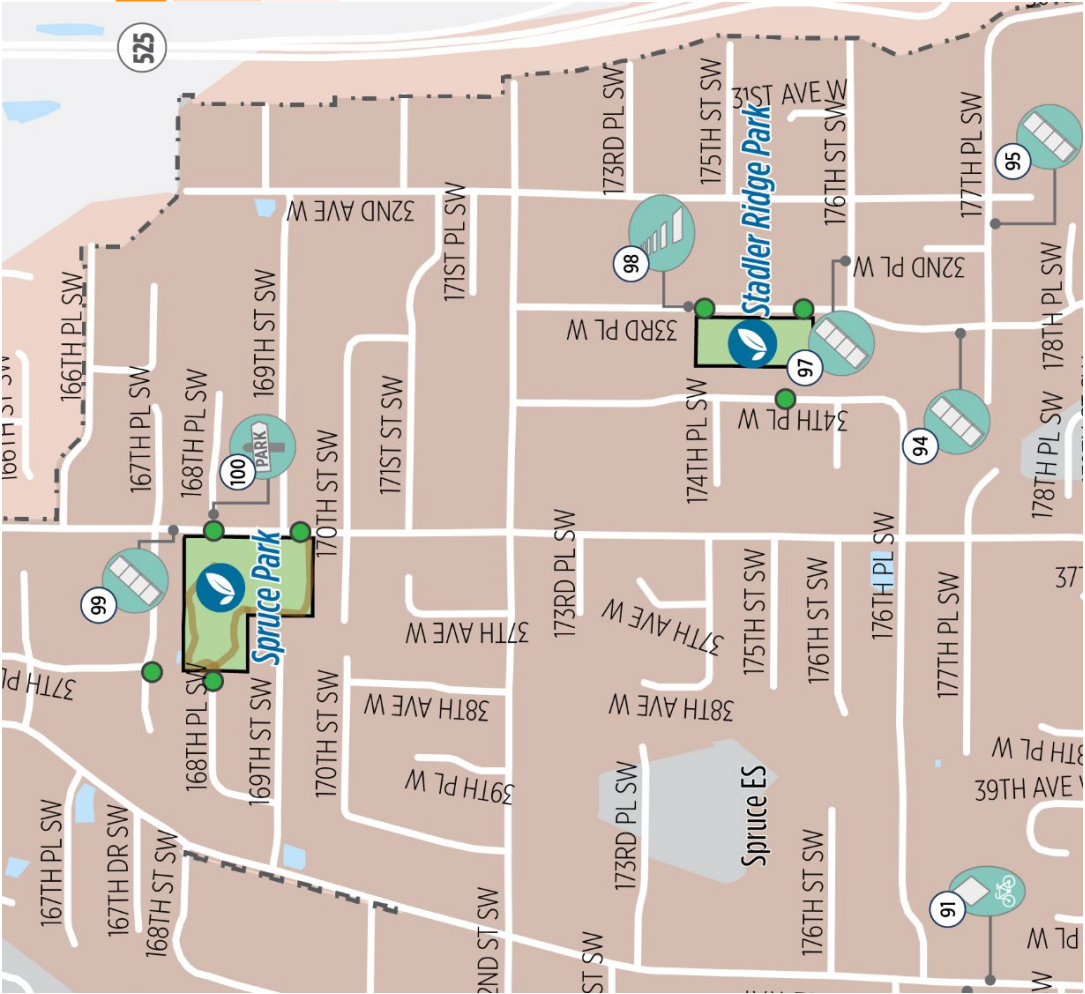 525
173RD PL SW
175TH ST SW
31ST AVE W
176TH ST SW
177TH PL SW
95
166TH PL SW
32ND AVE W
169TH ST SW
171ST PL SW
98
Stadler Ridge Park
32ND PL W
178TH PL SW
33RD PL W
97
167TH PL SW
168TH PL SW
171ST ST SW
174TH PL SW
34TH PL W
94
178TH PL SW
100
PARK
170TH ST SW
99
Spruce Park
173RD PL SW
176TH PL SW
37TH AVE W
37TH AVE W
175TH ST SW
176TH ST SW
177TH PL SW
37TH PL
168TH PL SW
169TH ST SW
170TH ST SW
38TH AVE W
38TH AVE W
39TH PL W
173RD PL SW
Spruce ES
39TH AVE
167TH PL SW
167TH DR SW
168TH ST SW
176TH ST SW
91
2ND ST SW
ST SW
PL W